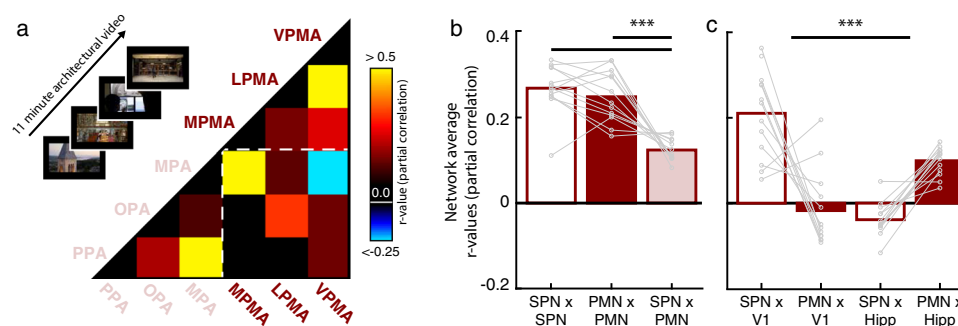 a
11 minute architectural video
VPMA
LPMA
MPMA
MPA
OPA
PPA
PPA
OPA
MPA
MPMA
LPMA
VPMA
> 0.5
0.0
<-0.25
r-value (partial correlation)
b
***
0.4
0.2
0
-0.2
Network average
r-values (partial correlation)
SPN x
SPN
PMN x
PMN
SPN x
PMN
c
***
SPN x
V1
PMN x
V1
SPN x
Hipp
PMN x
Hipp